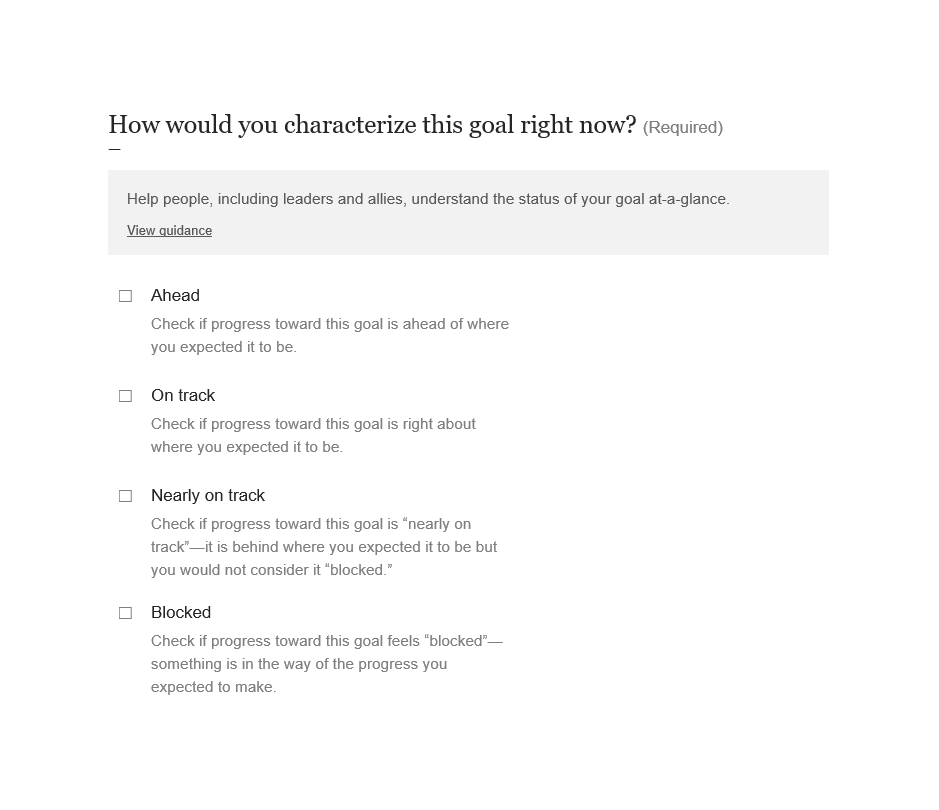 How would you characterize this goal right now? (Required)
Help people, including leaders and allies, understand the status of your goal at-a-glance.
View guidance
Ahead
Check if progress toward this goal is ahead of where
you expected it to be.
On track
Check if progress toward this goal is right about
where you expected it to be.
Nearly on track
Check if progress toward this goal is “nearly on
track”—it is behind where you expected it to be but
you would not consider it “blocked.”
Blocked
Check if progress toward this goal feels “blocked”—
something is in the way of the progress you
expected to make.